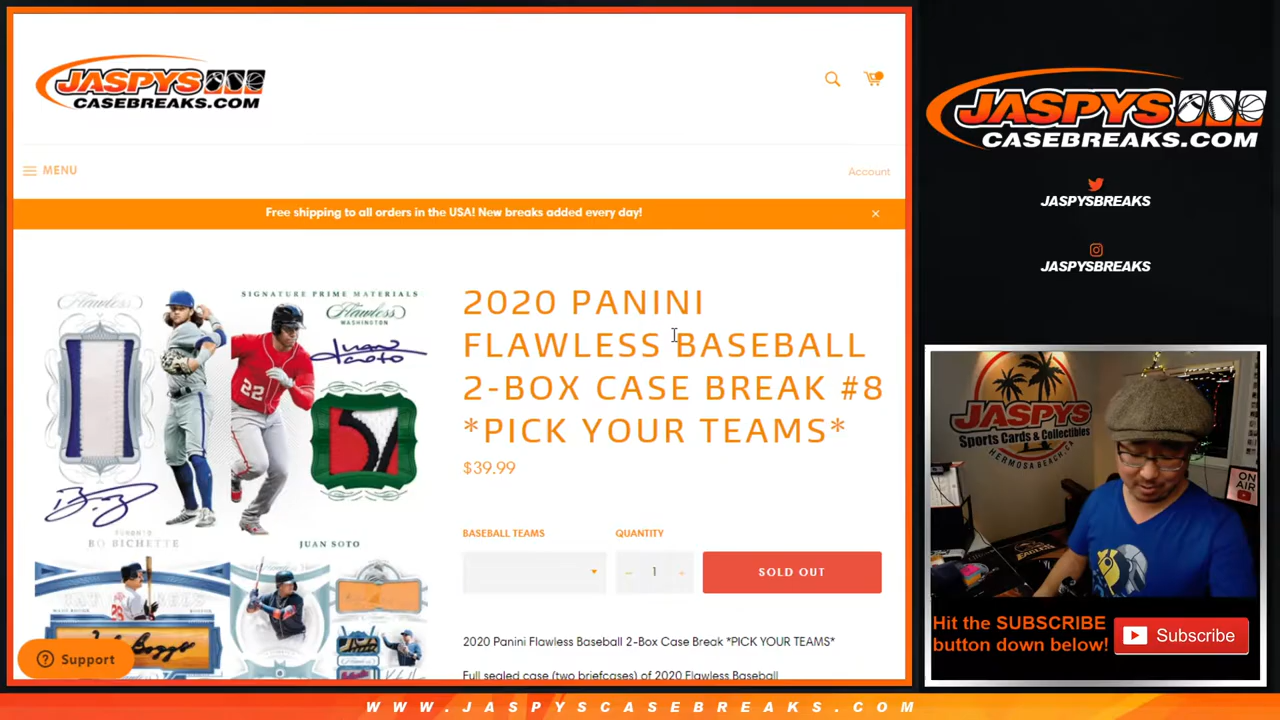 JASPYS
CASEBREAKS.COM
MENU
Account
Free shipping to all orders in the USA! New breaks added every day!
×
SIGNATURE PRIME MATERIALS
Flawless
Flawless
WASHINGTON
22
TORONTO
BO BICHETTE
JUAN SOTO
2020 PANINI
FLAWLESS BASEBALL
2-BOX CASE BREAK #8
*PICK YOUR TEAMS*
$39.99
BASEBALL TEAMS
QUANTITY
− 1 +
SOLD OUT
2020 Panini Flawless Baseball 2-Box Case Break *PICK YOUR TEAMS*
Full sealed case (two briefcases) of 2020 Flawless Baseball
? Support
JASPYS
CASEBREAKS.COM
JASPYSBREAKS
JASPYSBREAKS
JASPYS
Sports Cards & Collectibles
HERMOSA BEACH, CA
ON
AIR
Hit the SUBSCRIBE
button down below!
Subscribe
WWW.JASPYSCASEBREAKS.COM